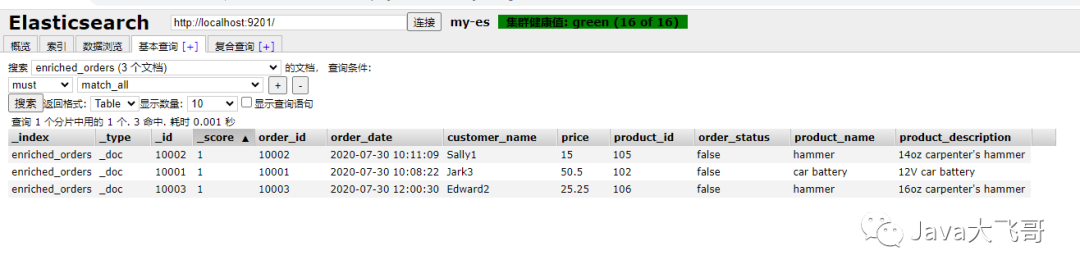 Elasticsearch http://localhost:9201/ 连接 my-es 集群健康值: green (16 of 16)
概览 索引 数据浏览 基本查询 [+] 复合查询 [+]
搜索 enriched_orders (3 个文档) 的文档， 查询条件:
must match_all + -
搜索 返回格式: Table 显示数量: 10 显示查询语句
查询 1 个分片中用的 1 个. 3 命中. 耗时 0.001 秒
_index _type _id _score ▲ order_id order_date customer_name price product_id order_status product_name product_description
enriched_orders _doc 10002 1 10002 2020-07-30 10:11:09 Sally1 15 105 false hammer 14oz carpenter's hammer
enriched_orders _doc 10001 1 10001 2020-07-30 10:08:22 Jark3 50.5 102 false car battery 12V car battery
enriched_orders _doc 10003 1 10003 2020-07-30 12:00:30 Edward2 25.25 106 false hammer 16oz carpenter's hammer
Java大飞哥